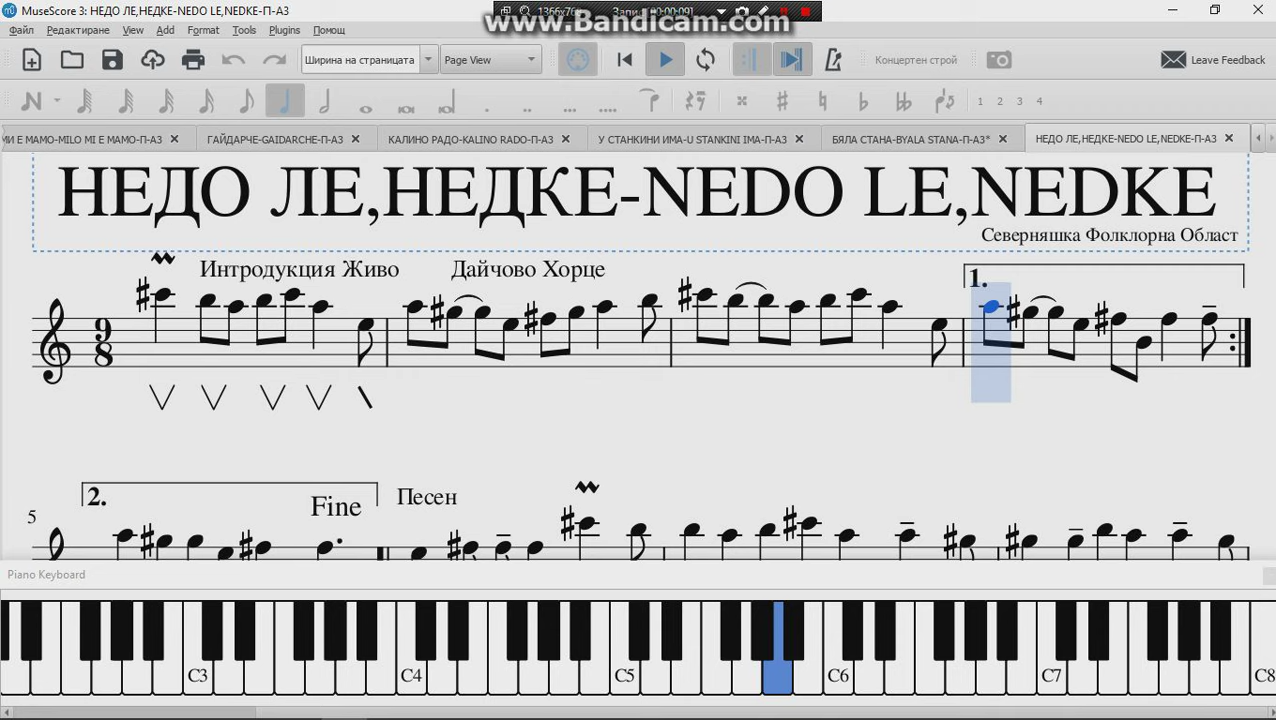 MuseScore 3: НЕДО ЛЕ,НЕДКЕ-NEDO LE,NEDKE-П-А3
www.Bandicam.com
Файл Редактиране View Add Format Tools Plugins Помощ
Ширина на страницата Page View Концертен строй Leave Feedback
1 2 3 4
МИ Е МАМО-MILO MI E MAMO-П-А3 ГАЙДАРЧЕ-GAIDARCHE-П-А3 КАЛИНО РАДО-KALINO RADO-П-А3 У СТАНКИНИ ИМА-U STANKINI IMA-П-А3 БЯЛА СТАНА-BYALA STANA-П-А3* НЕДО ЛЕ,НЕДКЕ-NEDO LE,NEDKE-П-А3
НЕДО ЛЕ,НЕДКЕ-NEDO LE,NEDKE
Северняшка Фолклорна Област
Интродукция Живо Дайчово Хорце
1.
9
8
2. Fine Песен
5
Piano Keyboard
C3 C4 C5 C6 C7 C8